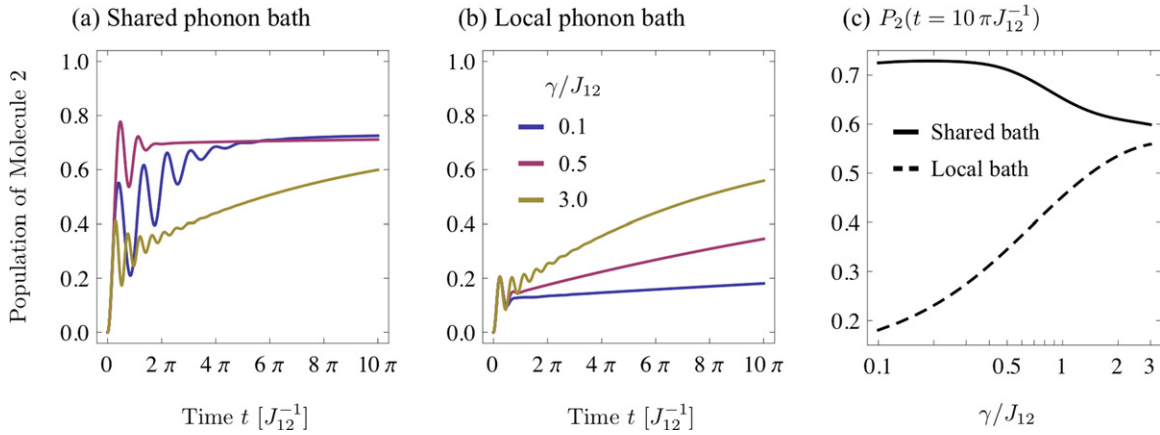 (a) Shared phonon bath
(b) Local phonon bath
(c) P₂(t = 10 πJ₁₂⁻¹)
Population of Molecule 2
1.0
0.8
0.6
0.4
0.2
0.0
0
2 π
4 π
6 π
8 π
10 π
Time t [J₁₂⁻¹]
1.0
0.8
0.6
0.4
0.2
0.0
γ/J₁₂
0.1
0.5
3.0
0
2 π
4 π
6 π
8 π
10 π
Time t [J₁₂⁻¹]
0.7
0.6
0.5
0.4
0.3
0.2
Shared bath
Local bath
0.1
0.5
1
2
3
γ/J₁₂